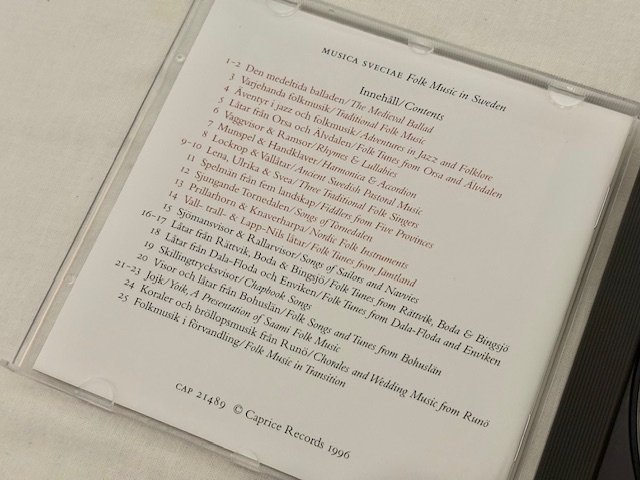 MUSICA SVECIAE Folk Music in Sweden
Innehåll/Contents
1-2 Den medeltida balladen/The Medieval Ballad
3 Varjehanda folkmusik/Traditional Folk Music
4 Äventyr i jazz och folkmusik/Adventures in Jazz and Folklore
5 Låtar från Orsa och Älvdalen/Folk Tunes from Orsa and Älvdalen
6 Vaggvisor & Ramsor/Rhymes & Lullabies
7 Munspel & Handklaver/Harmonica & Accordion
8 Locktop & Vallåtar/Ancient Swedish Pastoral Music
9-10 Lena, Ulrika & Svea/Three Traditional Folk Singers
11 Spelmän från fem landskap/Fiddlers from Five Provinces
12 Sjungande Tornedalen/Songs of Tornedalen
13 Prillarhorn & Knaverharpa/Nordic Folk Instruments
14 Vall- trall- & Lapp-Nils låtar/Folk Tunes from Jämtland
15 Sjömansvisor & Rallarvisor/Songs of Sailors and Navvies
16-17 Låtar från Rättvik, Boda & Bingsjö/Folk Tunes from Rättvik, Boda & Bingsjö
18 Låtar från Dala-Floda och Enviken/Folk Tunes from Dala-Floda and Enviken
19 Skillingtrycksvisor/Chapbook Songs
20 Visor och låtar från Bohuslän/Folk Songs and Tunes from Bohuslän
21-23 Jojk/Yoik, A Presentation of Saami Folk Music
24 Koraler och bröllopsmusik från Runö/Chorales and Wedding Music from Runö
25 Folkmusik i förvandling/Folk Music in Transition
CAP 21489 © Caprice Records 1996